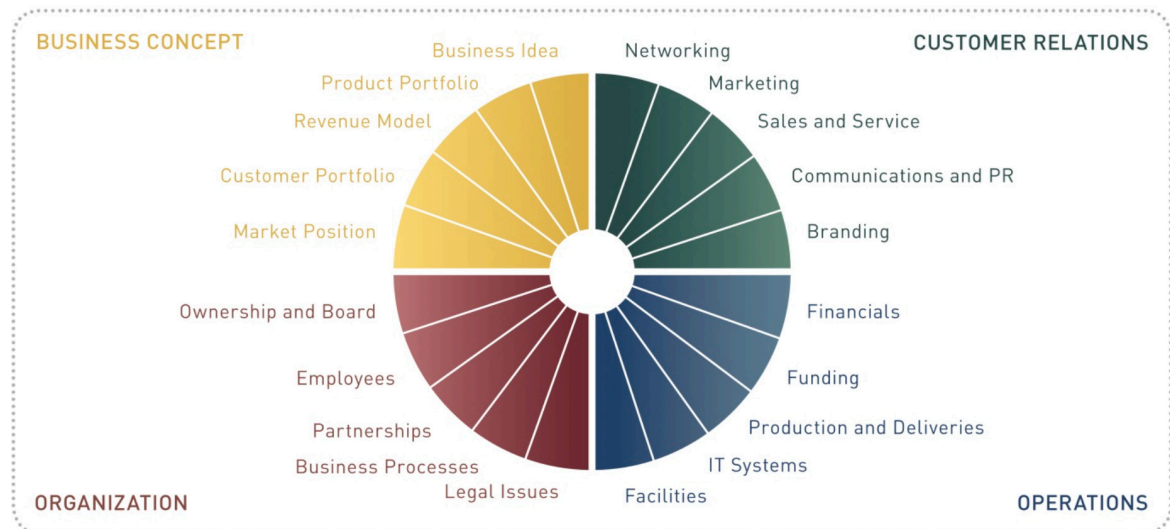 BUSINESS CONCEPT
CUSTOMER RELATIONS
Business Idea
Product Portfolio
Revenue Model
Customer Portfolio
Market Position
Networking
Marketing
Sales and Service
Communications and PR
Branding
Ownership and Board
Employees
Partnerships
Business Processes
Legal Issues
Financials
Funding
Production and Deliveries
IT Systems
Facilities
ORGANIZATION
OPERATIONS